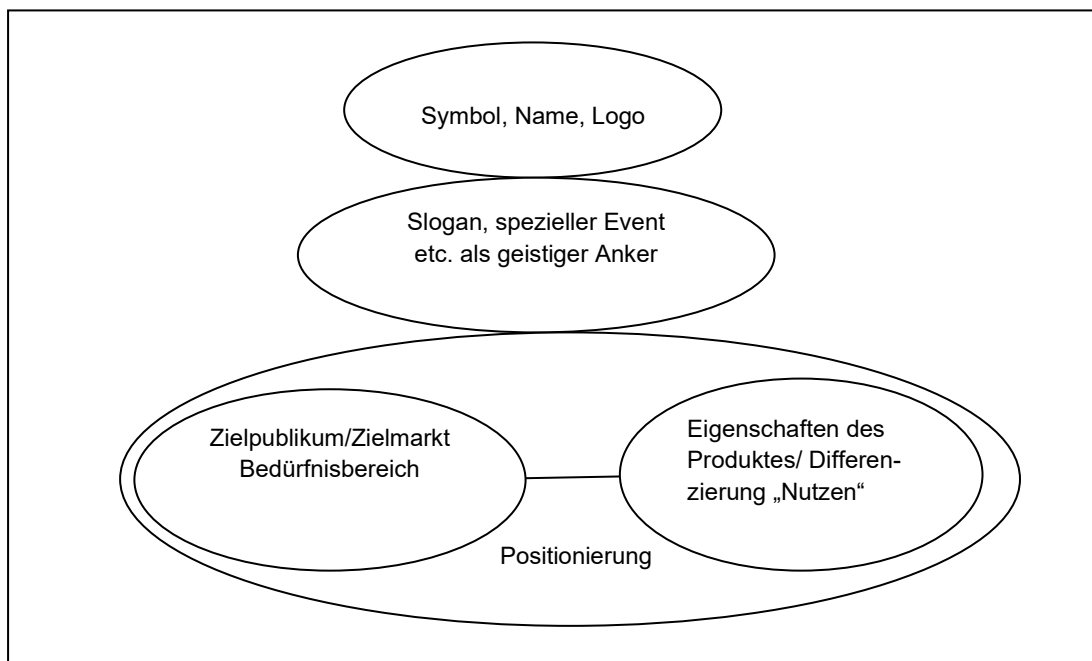 Symbol, Name, Logo
Slogan, spezieller Event
etc. als geistiger Anker
Zielpublikum/Zielmarkt
Bedürfnisbereich
Eigenschaften des
Produktes/ Differen-
zierung „Nutzen“
Positionierung